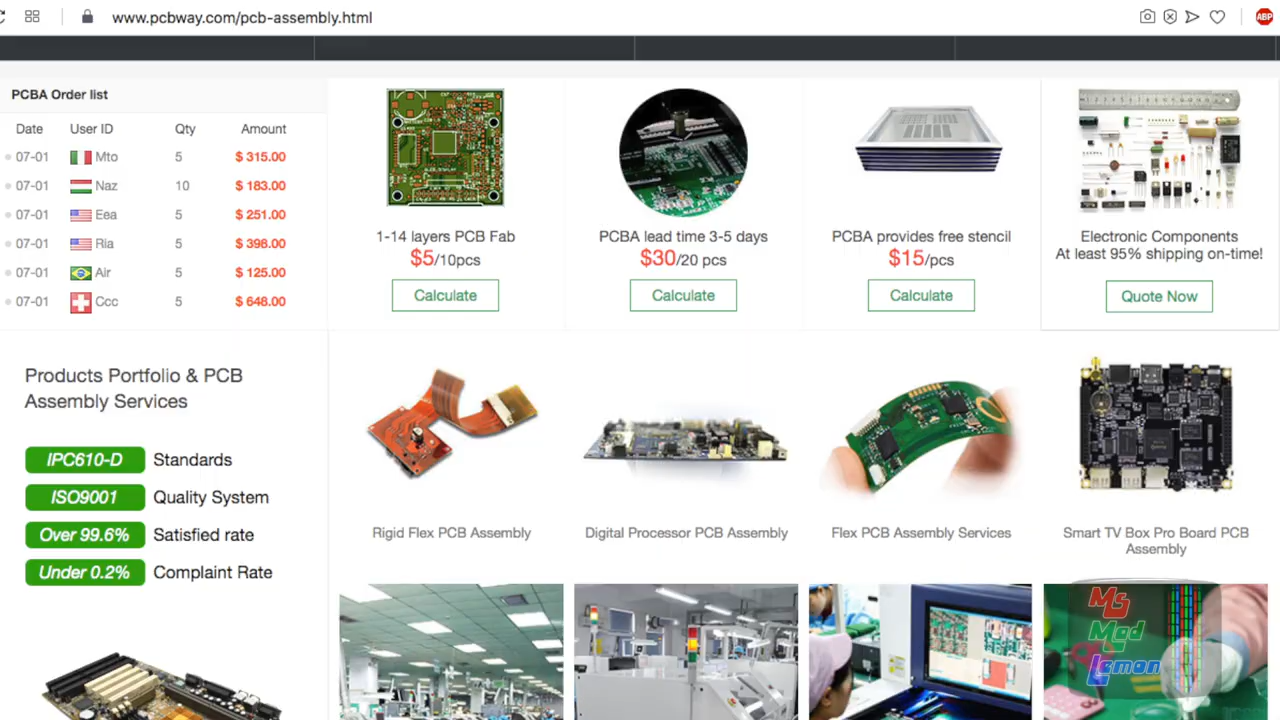 www.pcbway.com/pcb-assembly.html
ABP
PCBA Order list
Date User ID Qty Amount
07-01 Mto 5 $ 315.00
07-01 Naz 10 $ 183.00
07-01 Eea 5 $ 251.00
07-01 Ria 5 $ 398.00
07-01 Air 5 $ 125.00
07-01 Ccc 5 $ 648.00
1-14 layers PCB Fab
$5/10pcs
Calculate
PCBA lead time 3-5 days
$30/20 pcs
Calculate
PCBA provides free stencil
$15/pcs
Calculate
Electronic Components
At least 95% shipping on-time!
Quote Now
Products Portfolio & PCB
Assembly Services
IPC610-D Standards
ISO9001 Quality System
Over 99.6% Satisfied rate
Under 0.2% Complaint Rate
Rigid Flex PCB Assembly
Digital Processor PCB Assembly
Flex PCB Assembly Services
Smart TV Box Pro Board PCB
Assembly
Mod